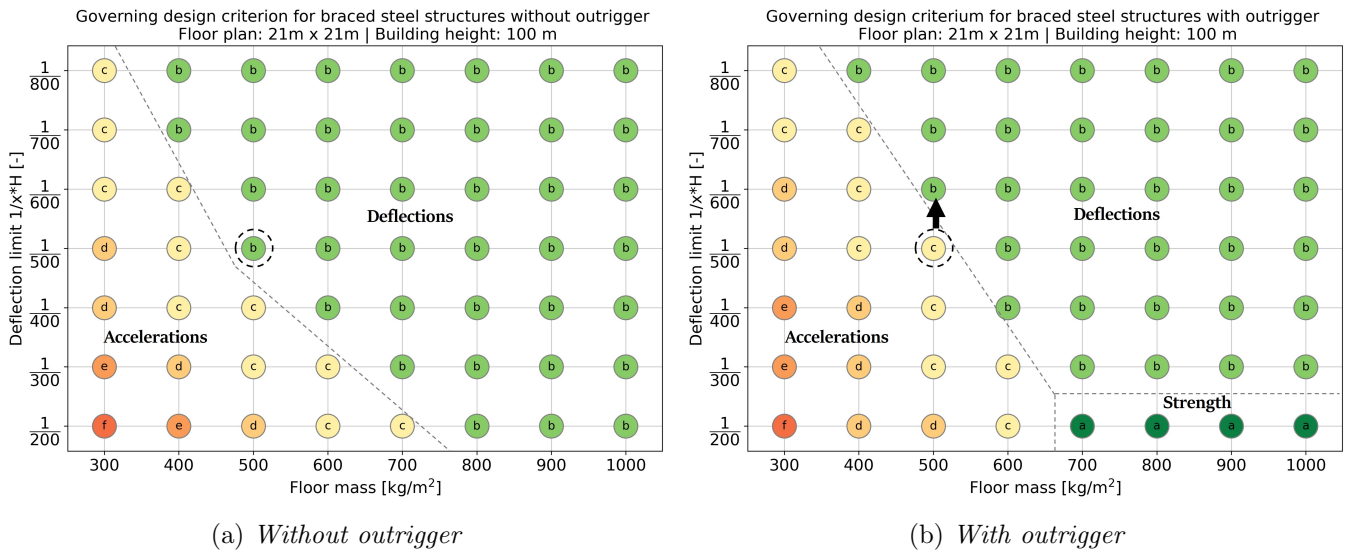 Governing design criterion for braced steel structures without outrigger
Floor plan: 21m x 21m | Building height: 100 m
Deflection limit 1/x*H [-]
1/800 c b b b b b b b
1/700 c b b b b b b b
1/600 c c b b b b b b
Deflections
1/500 d c b b b b b b
1/400 d c c b b b b b
Accelerations
1/300 e d c c b b b b
1/200 f e d c c b b b
300 400 500 600 700 800 900 1000
Floor mass [kg/m²]
(a) Without outrigger
Governing design criterium for braced steel structures with outrigger
Floor plan: 21m x 21m | Building height: 100 m
Deflection limit 1/x*H [-]
1/800 c b b b b b b b
1/700 c c b b b b b b
1/600 d c b b b b b b
Deflections
1/500 d c c b b b b b
1/400 e d c b b b b b
Accelerations
1/300 e d c c b b b b
Strength
1/200 f d d c a a a a
300 400 500 600 700 800 900 1000
Floor mass [kg/m²]
(b) With outrigger